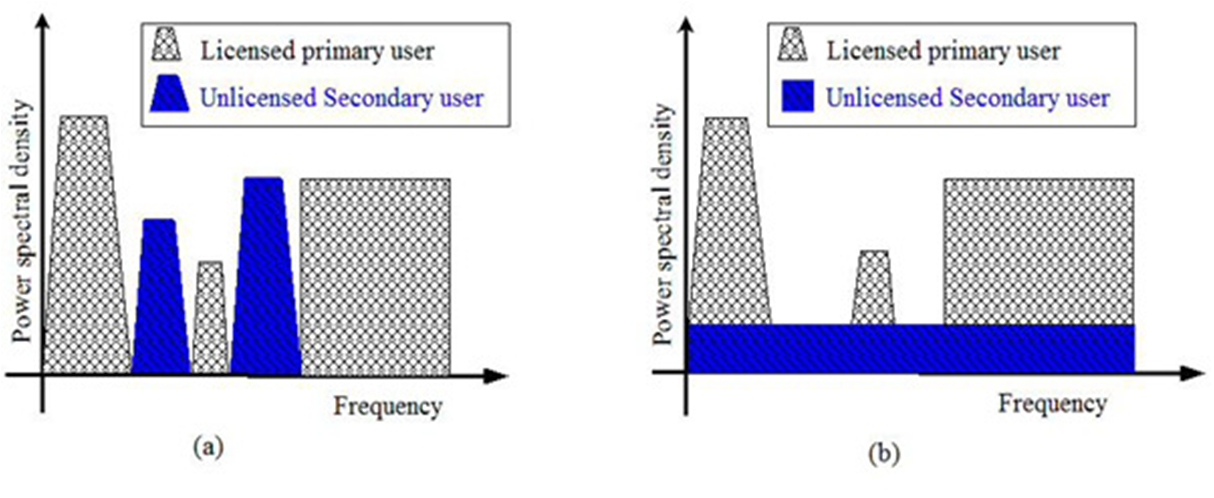 Licensed primary user
Unlicensed Secondary user
Power spectral density
Frequency
(a)
Licensed primary user
Unlicensed Secondary user
Power spectral density
Frequency
(b)